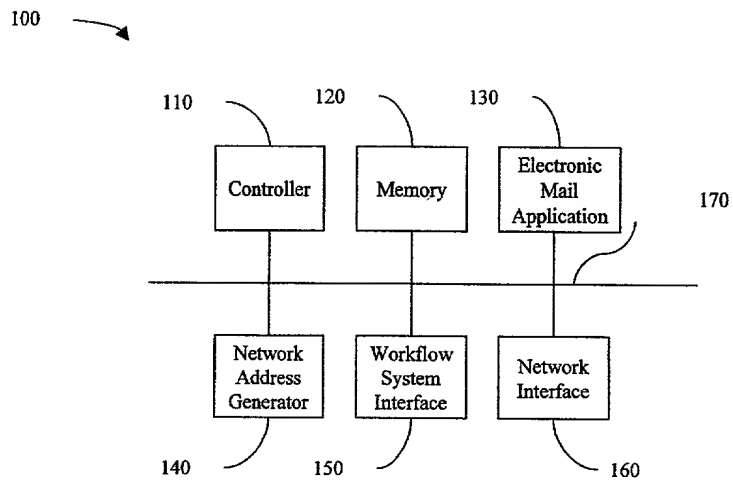 100
110
120
130
Controller
Memory
Electronic
Mail
Application
170
Network
Address
Generator
Workflow
System
Interface
Network
Interface
140
150
160